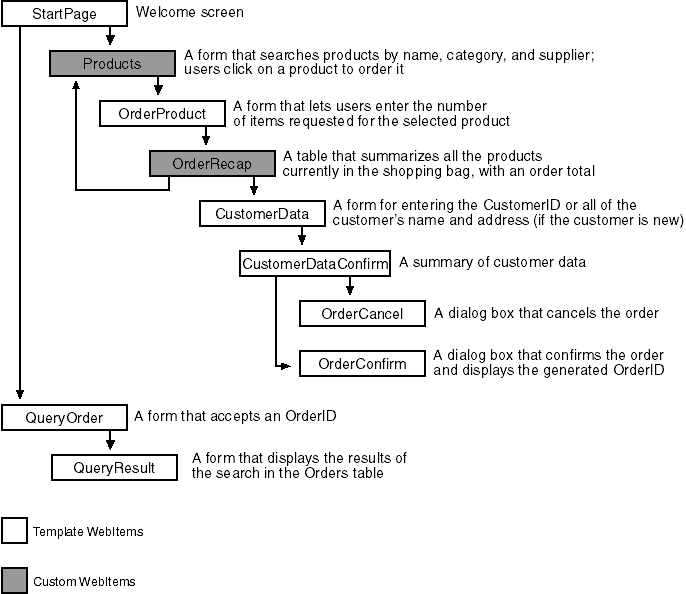 StartPage
Welcome screen
Products
A form that searches products by name, category, and supplier;
users click on a product to order it
OrderProduct
A form that lets users enter the number
of items requested for the selected product
OrderRecap
A table that summarizes all the products
currently in the shopping bag, with an order total
CustomerData
A form for entering the CustomerID or all of the
customer's name and address (if the customer is new)
CustomerDataConfirm
A summary of customer data
OrderCancel
A dialog box that cancels the order
OrderConfirm
A dialog box that confirms the order
and displays the generated OrderID
QueryOrder
A form that accepts an OrderID
QueryResult
A form that displays the results of
the search in the Orders table
Template WebItems
Custom WebItems